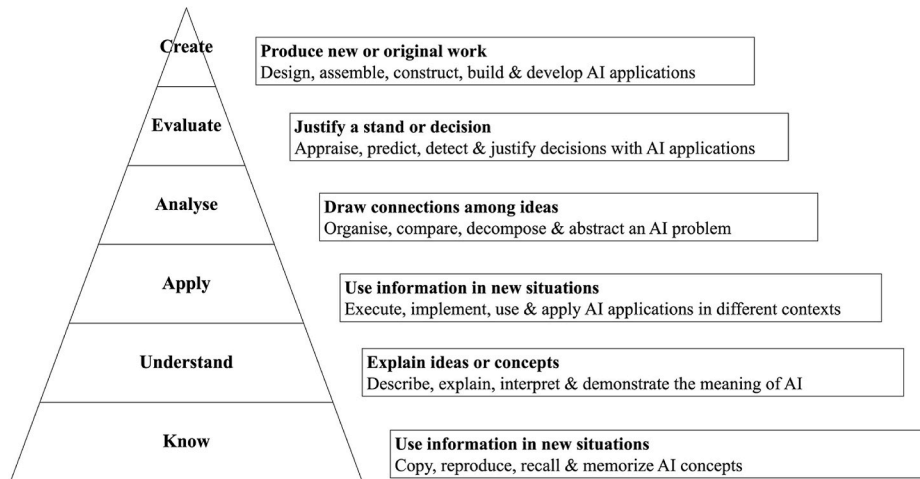 Create
Produce new or original work
Design, assemble, construct, build & develop AI applications
Evaluate
Justify a stand or decision
Appraise, predict, detect & justify decisions with AI applications
Analyse
Draw connections among ideas
Organise, compare, decompose & abstract an AI problem
Apply
Use information in new situations
Execute, implement, use & apply AI applications in different contexts
Understand
Explain ideas or concepts
Describe, explain, interpret & demonstrate the meaning of AI
Know
Use information in new situations
Copy, reproduce, recall & memorize AI concepts